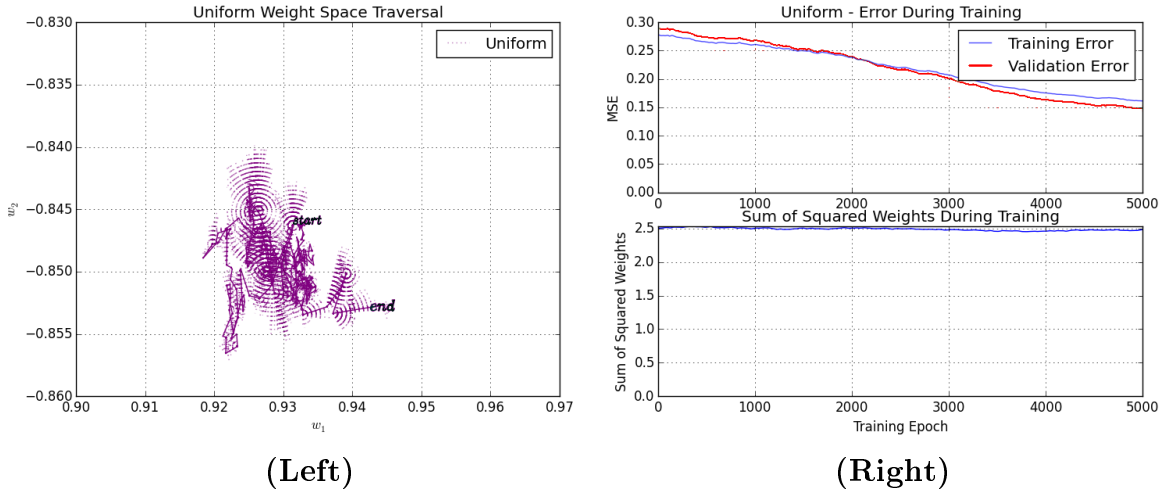 Uniform Weight Space Traversal
−0.830
−0.835
−0.840
−0.845
−0.850
−0.855
−0.860
w2
Uniform
start
end
0.90 0.91 0.92 0.93 0.94 0.95 0.96 0.97
w1
(Left)
Uniform - Error During Training
0.30
0.25
0.20
0.15
0.10
0.05
0.00
MSE
Training Error
Validation Error
0 1000 2000 3000 4000 5000
Sum of Squared Weights During Training
2.5
2.0
1.5
1.0
0.5
0.0
Sum of Squared Weights
0 1000 2000 3000 4000 5000
Training Epoch
(Right)